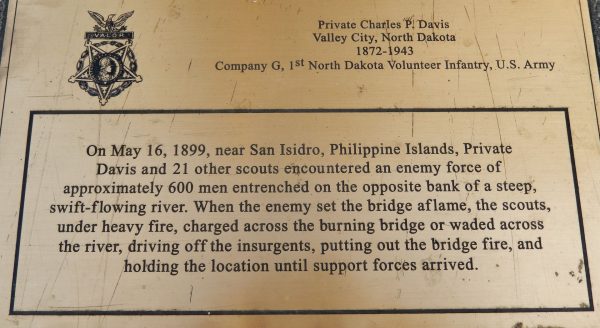 VALOR
Private Charles P. Davis
Valley City, North Dakota
1872-1943
Company G, 1st North Dakota Volunteer Infantry, U.S. Army
On May 16, 1899, near San Isidro, Philippine Islands, Private
Davis and 21 other scouts encountered an enemy force of
approximately 600 men entrenched on the opposite bank of a steep,
swift-flowing river. When the enemy set the bridge aflame, the scouts,
under heavy fire, charged across the burning bridge or waded across
the river, driving off the insurgents, putting out the bridge fire, and
holding the location until support forces arrived.